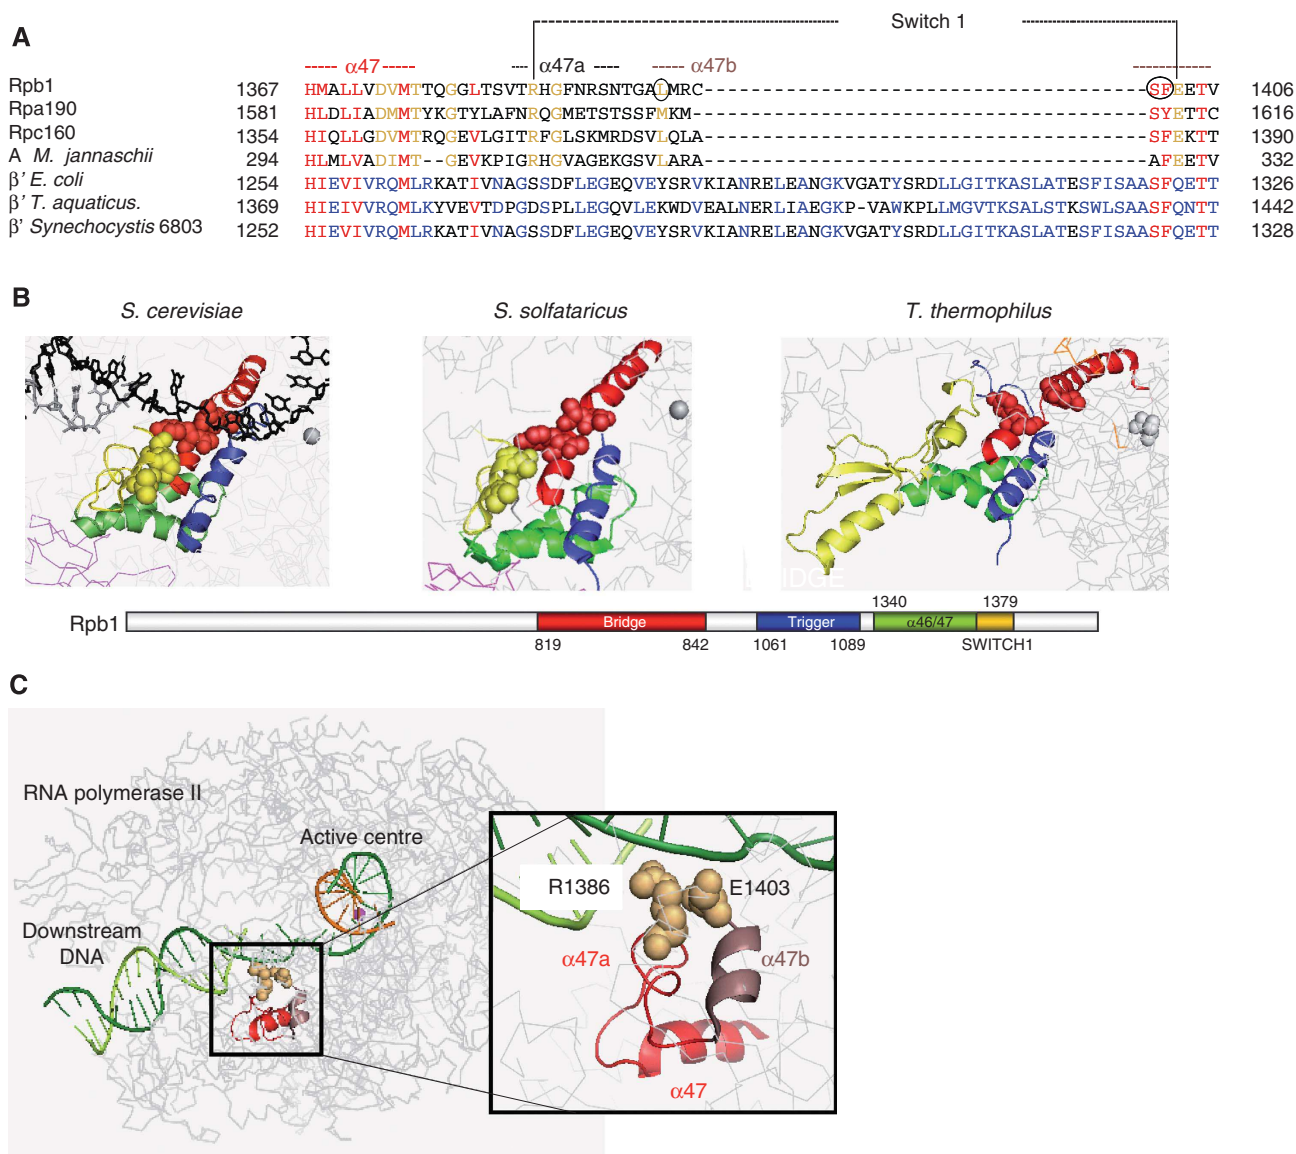 A
Switch 1
----- α47 ----- --- α47a ---- ----- α47b ------------
Rpb1 1367 HMALLVDVMTTQGGLTSVTRHGFNRSNTGALMRC-------------------------------------SFEETV 1406
Rpa190 1581 HLDLIADMMTYKGTYLAFNRQGMETSTSSFMKM--------------------------------------SYETTC 1616
Rpc160 1354 HIQLLGDVMTRQGEVLGITRFGLSKMRDSVLQLA-------------------------------------SFEKTT 1390
A M. jannaschii 294 HLMLVADIMT--GEVKPIGRHGVAGEKGSVLARA-------------------------------------AFEETV 332
β’ E. coli 1254 HIEVIVRQMLRKATIVNAGSSDFLEGEQVEYSRVKIANRELEANGKVGATYSRDLLGITKASLATESFISAASFQETT 1326
β’ T. aquaticus. 1369 HIEIVVRQMLKYVEVTDPGDSPLLEGQVLEKWDVEALNERLIAEGKP-VAWKPLLMGVTKSALSTKSWLSAASFQNTT 1442
β’ Synechocystis 6803 1252 HIEVIVRQMLRKATIVNAGSSDFLEGEQVEYSRVKIANRELEANGKVGATYSRDLLGITKASLATESFISAASFQETT 1328
B
S. cerevisiae S. solfataricus T. thermophilus
IDGE
1340 1379
Rpb1 Bridge Trigger α46/47
819 842 1061 1089 SWITCH1
C
RNA polymerase II
Active centre
R1386 E1403
Downstream
DNA
α47a α47b
α47